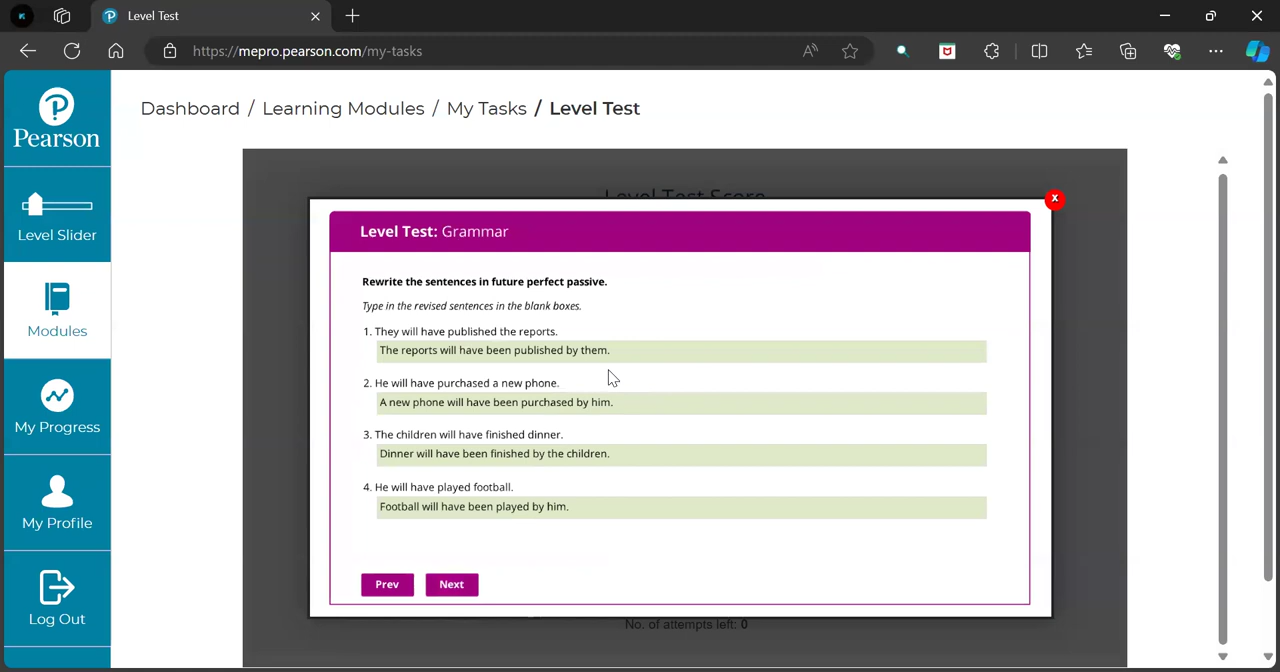 Level Test
https://mepro.pearson.com/my-tasks
Pearson
Level Slider
Modules
My Progress
My Profile
Log Out
Dashboard / Learning Modules / My Tasks / Level Test
Level Test Score
x
Level Test: Grammar
Rewrite the sentences in future perfect passive.
Type in the revised sentences in the blank boxes.
1. They will have published the reports.
The reports will have been published by them.
2. He will have purchased a new phone.
A new phone will have been purchased by him.
3. The children will have finished dinner.
Dinner will have been finished by the children.
4. He will have played football.
Football will have been played by him.
Prev
Next
No. of attempts left: 0